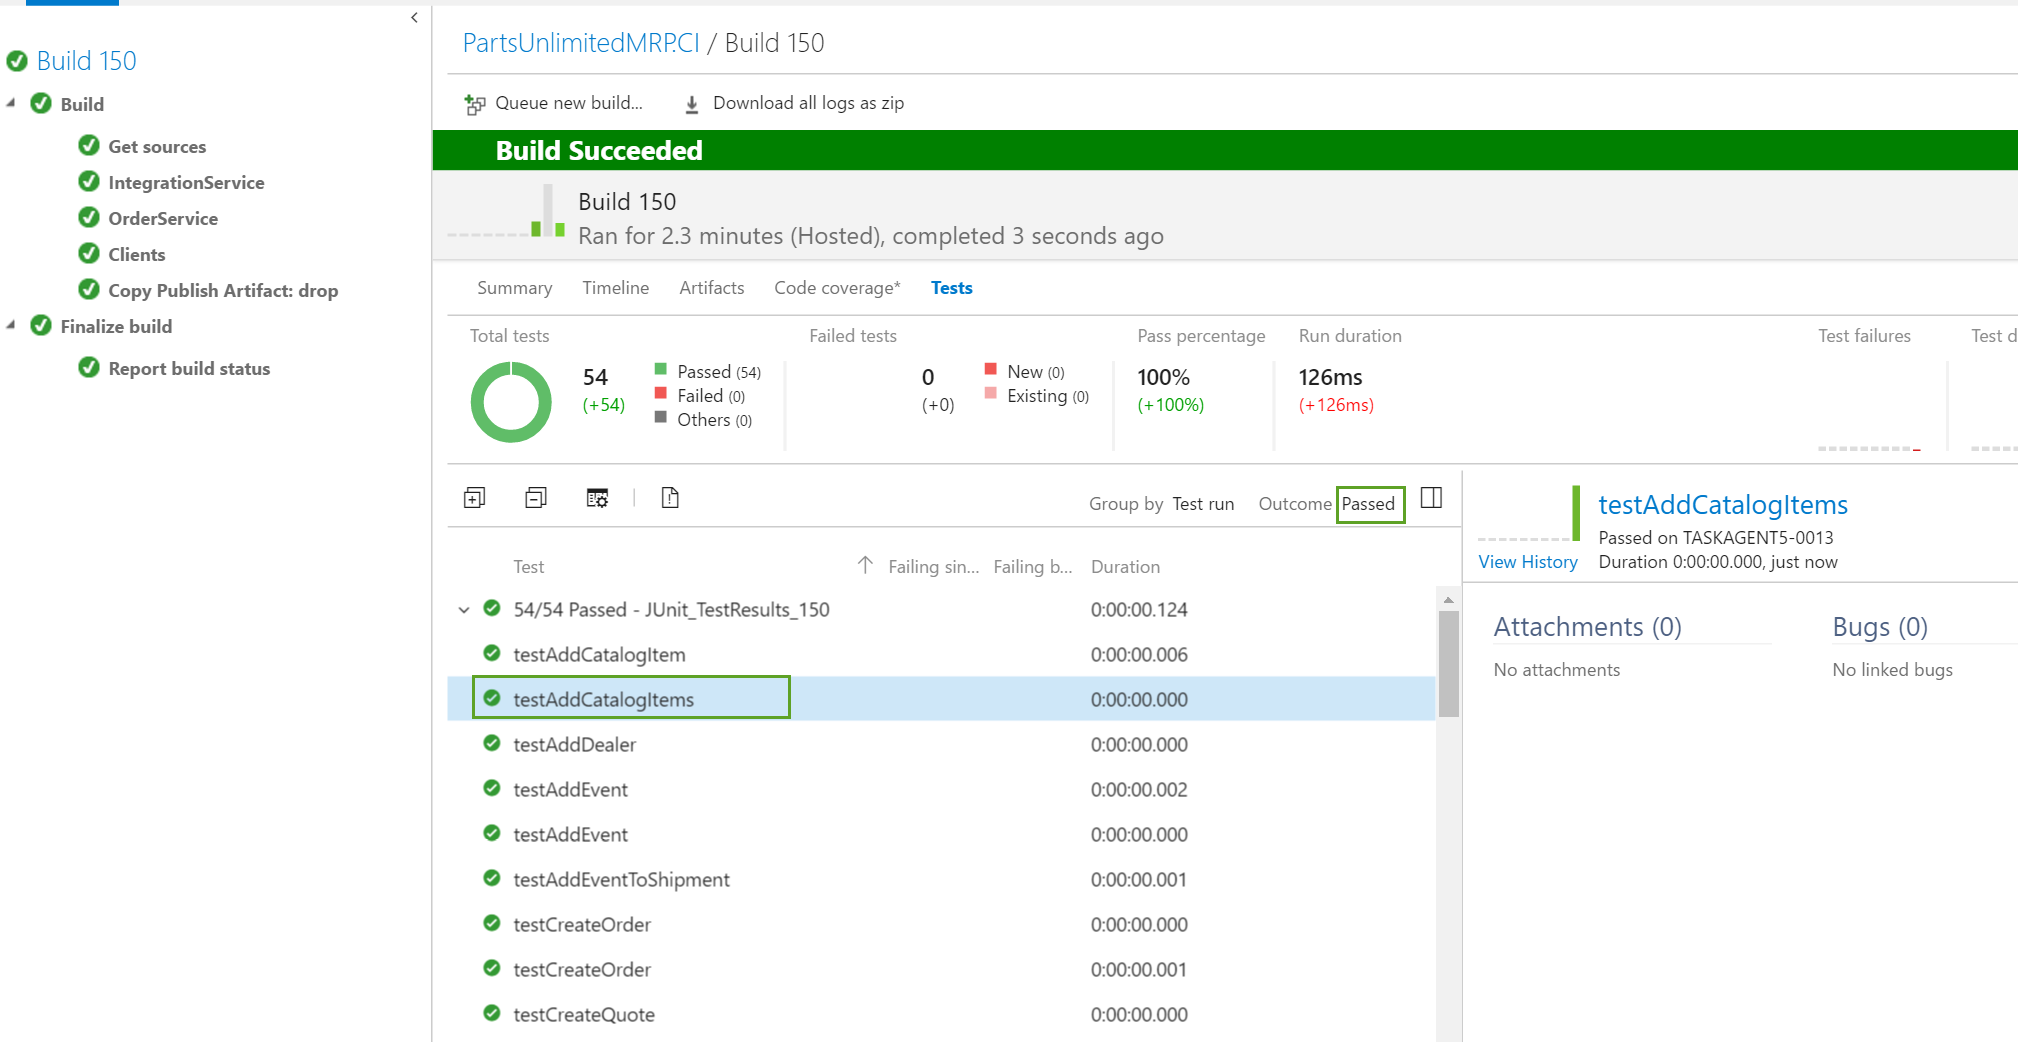 Build 150
Build
Get sources
IntegrationService
OrderService
Clients
Copy Publish Artifact: drop
Finalize build
Report build status
PartsUnlimitedMRP.CI / Build 150
Queue new build... Download all logs as zip
Build Succeeded
Build 150
Ran for 2.3 minutes (Hosted), completed 3 seconds ago
Summary Timeline Artifacts Code coverage* Tests
Total tests Failed tests Pass percentage Run duration Test failures Test d
54 Passed (54) 0 New (0) 100% 126ms
(+54) Failed (0) (+0) Existing (0) (+100%) (+126ms)
Others (0)
Group by Test run Outcome Passed
Test Failing sin... Failing b... Duration
54/54 Passed - JUnit_TestResults_150 0:00:00.124
testAddCatalogItem 0:00:00.006
testAddCatalogItems 0:00:00.000
testAddDealer 0:00:00.000
testAddEvent 0:00:00.002
testAddEvent 0:00:00.000
testAddEventToShipment 0:00:00.001
testCreateOrder 0:00:00.000
testCreateOrder 0:00:00.001
testCreateQuote 0:00:00.000
testAddCatalogItems
Passed on TASKAGENT5-0013
View History Duration 0:00:00.000, just now
Attachments (0) Bugs (0)
No attachments No linked bugs